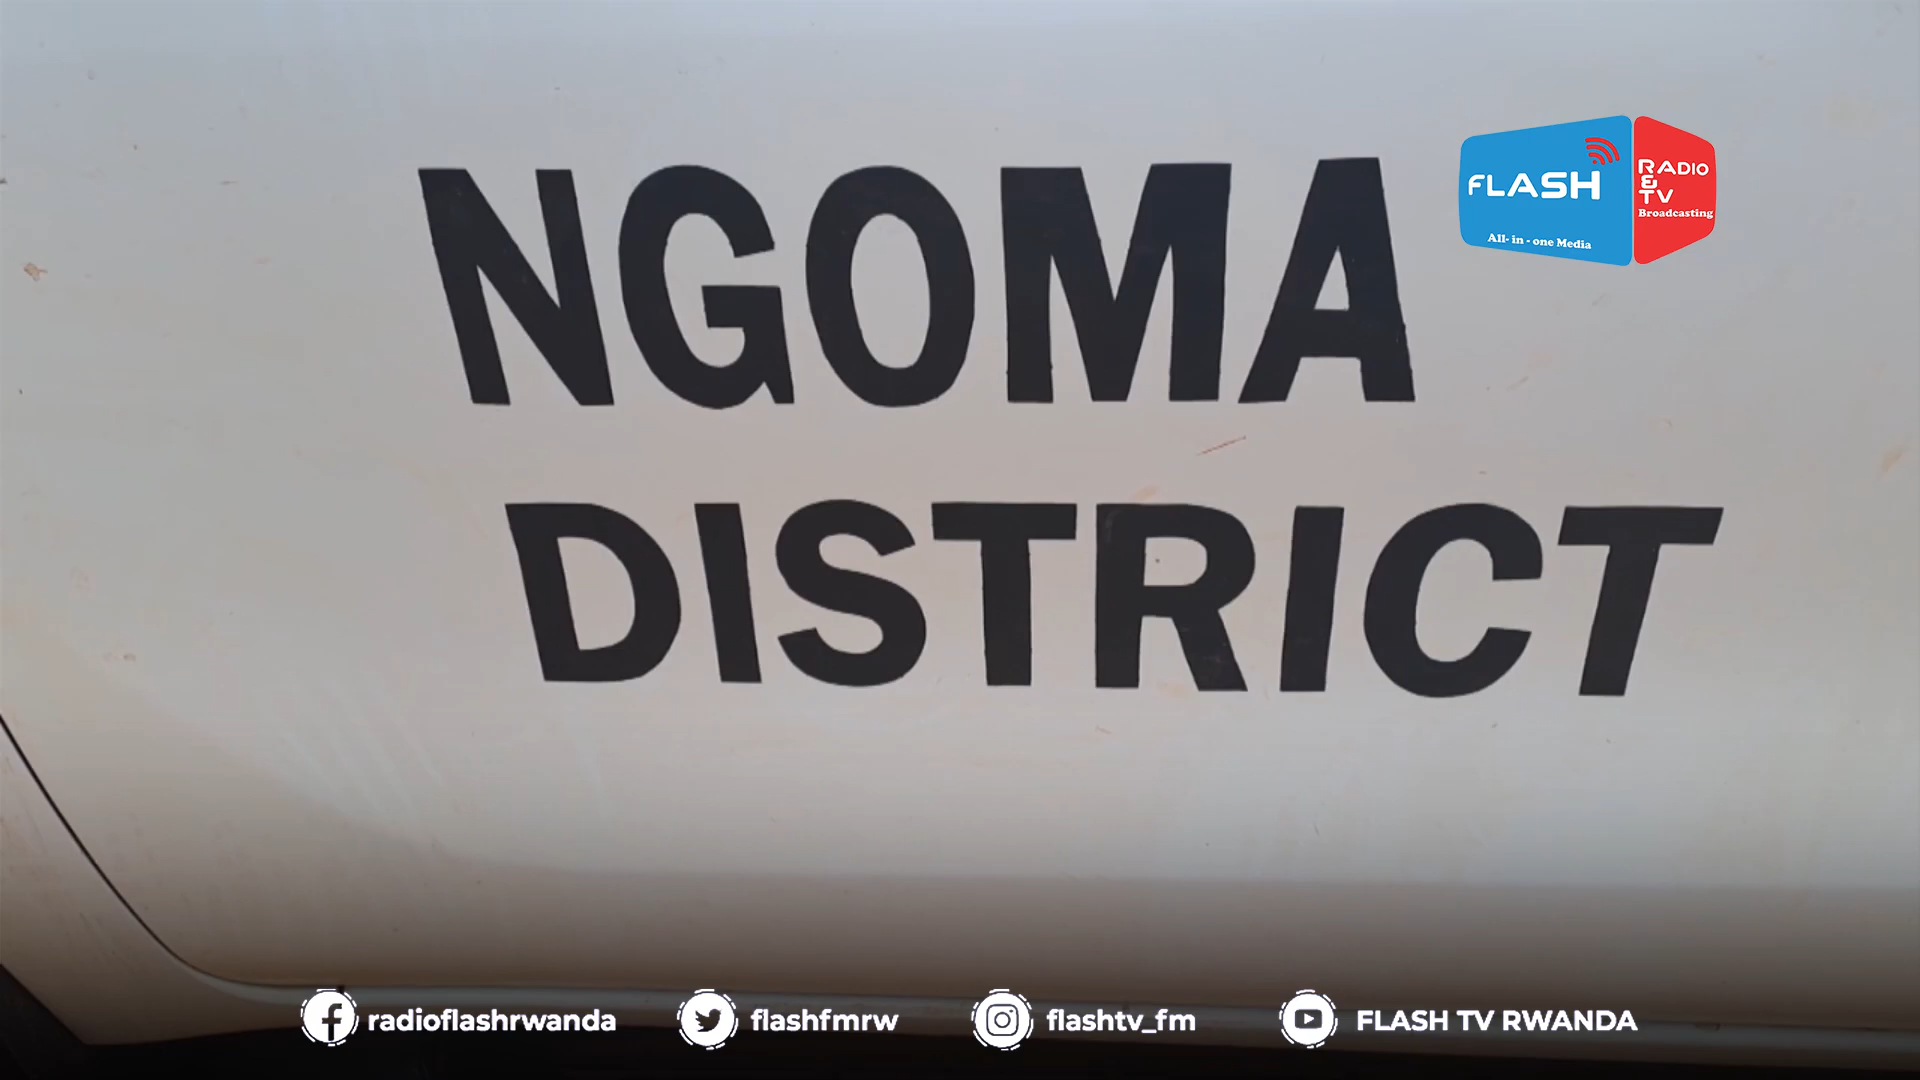 NGOMA
DISTRICT
FLASH
RADIO
&
TV
Broadcasting
All-in-one Media
radioflashrwanda
flashfmrw
flashtv_fm
FLASH TV RWANDA